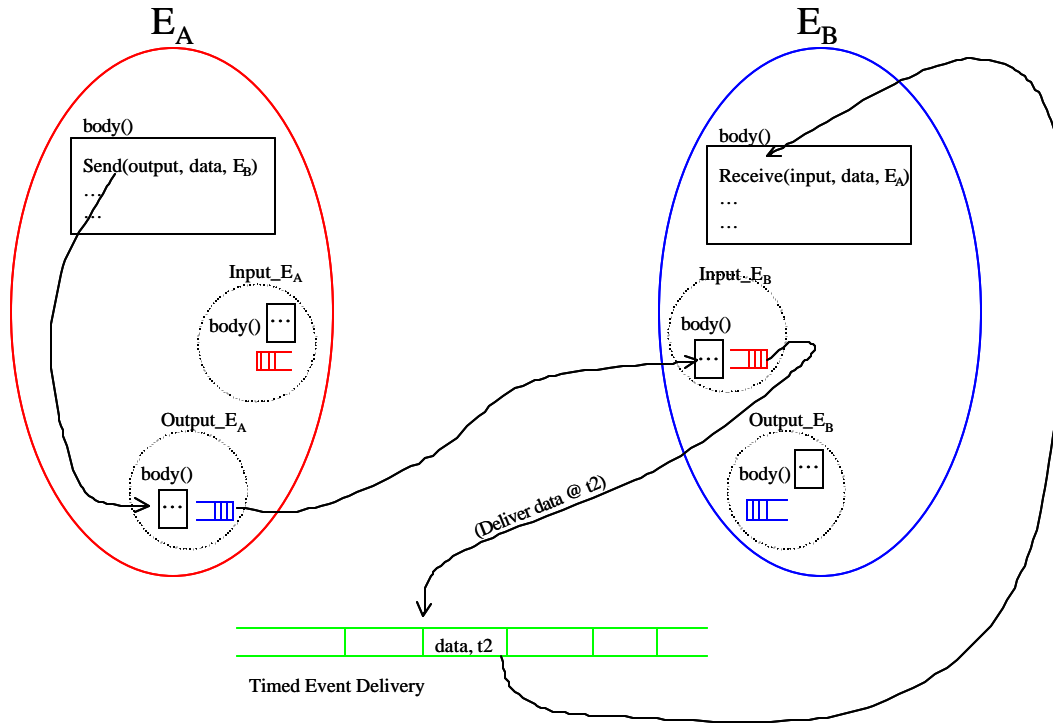 E_A
body()
Send(output, data, E_B)
...
...
Input_E_A
body()
...
Output_E_A
body()
...
E_B
body()
Receive(input, data, E_A)
...
...
Input_E_B
body()
...
Output_E_B
body()
...
(Deliver data @ t2)
data, t2
Timed Event Delivery